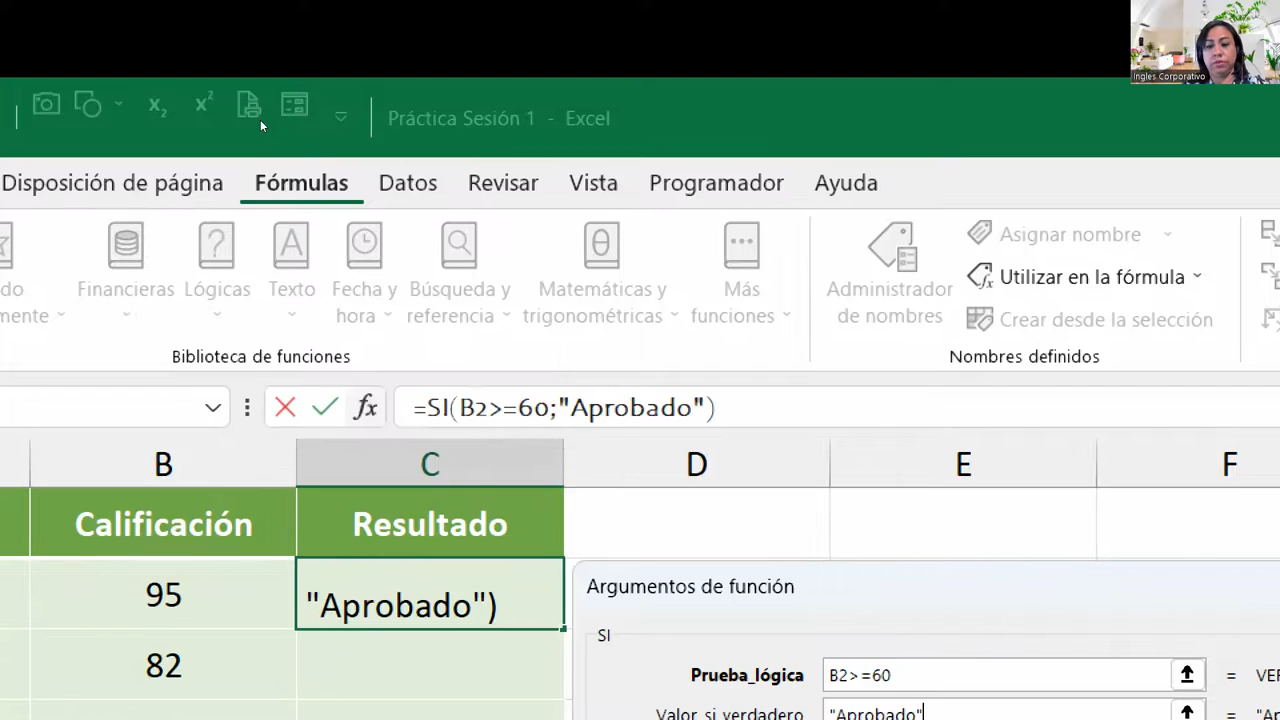 Ingles Corporativo
x₂ x² Práctica Sesión 1 - Excel
Disposición de página Fórmulas Datos Revisar Vista Programador Ayuda
Financieras Lógicas Texto Fecha y hora Búsqueda y referencia Matemáticas y trigonométricas Más funciones
Biblioteca de funciones
Administrador de nombres
Asignar nombre
Utilizar en la fórmula
Crear desde la selección
Nombres definidos
fx =SI(B2>=60;"Aprobado")
B C D E F
Calificación Resultado
95 "Aprobado")
82
Argumentos de función
SI
Prueba_lógica B2>=60 =
Valor_si_verdadero "Aprobado" =